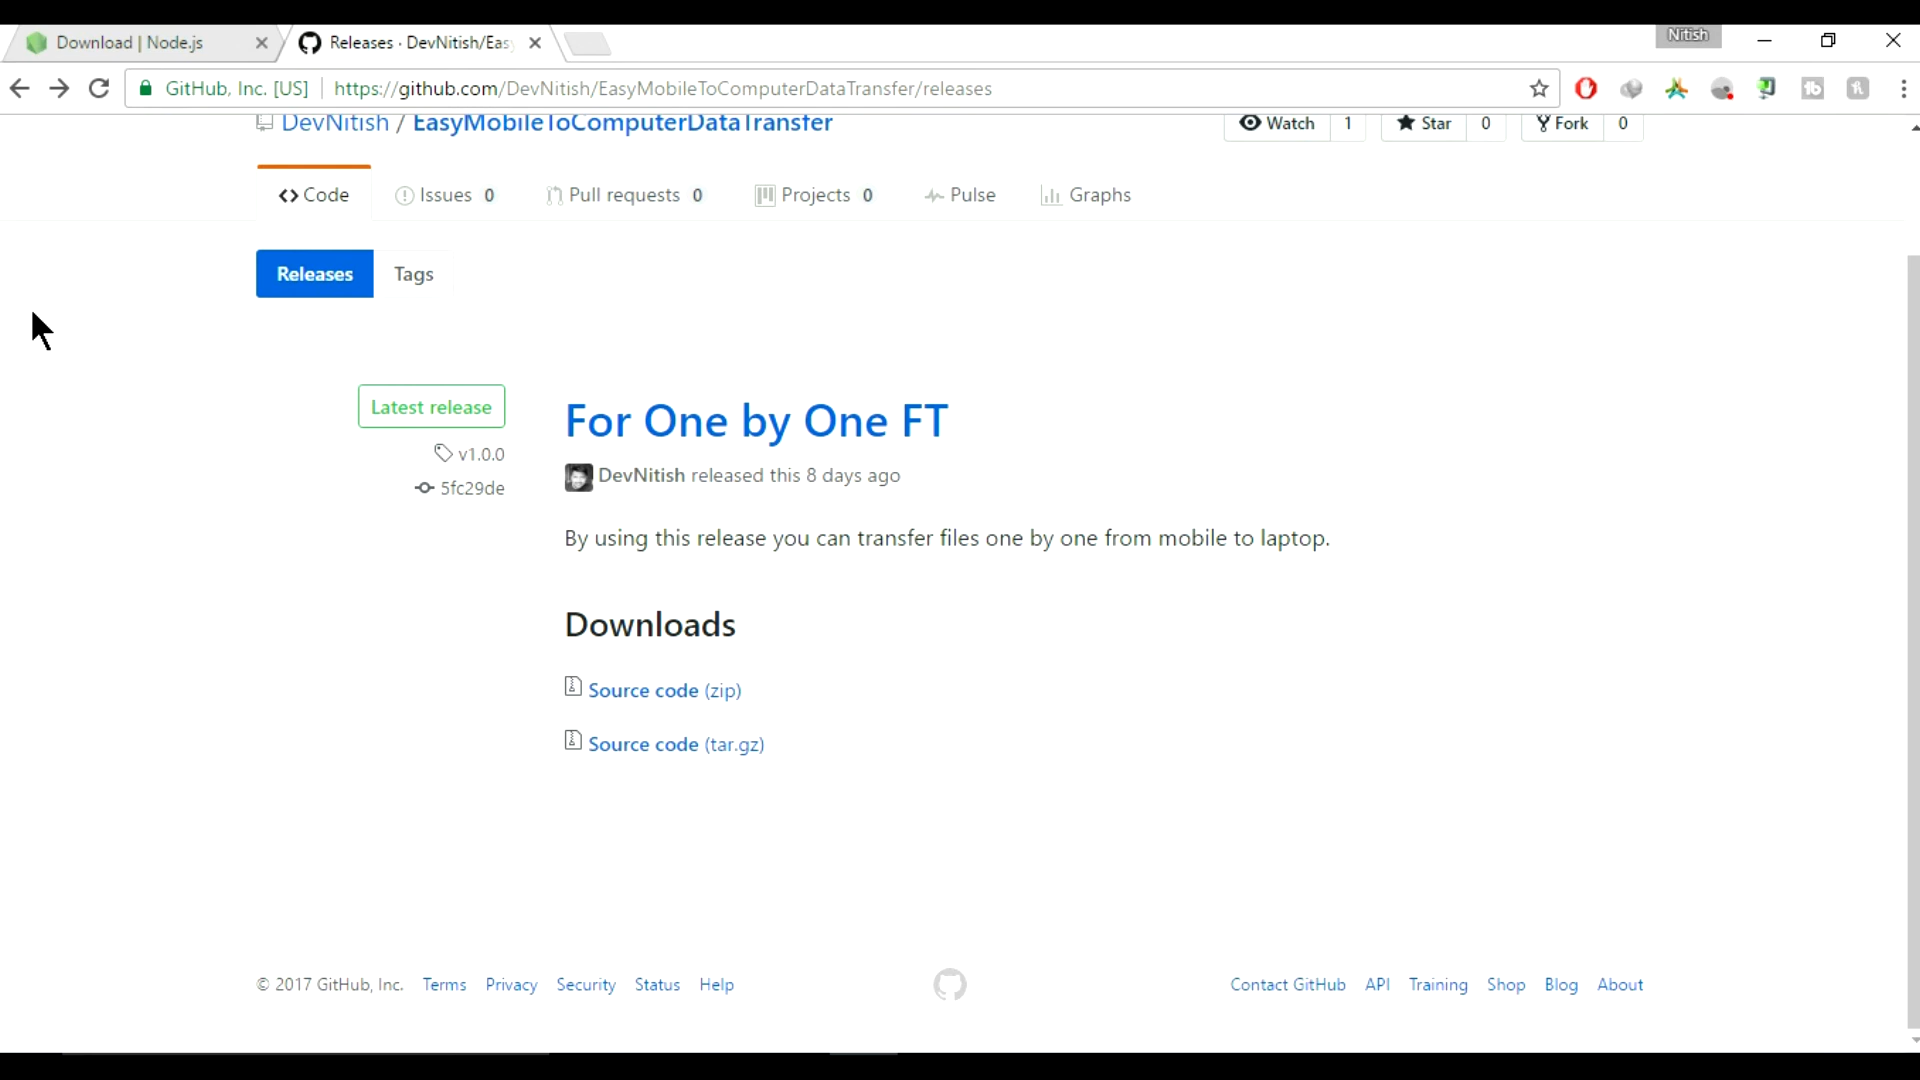 Download | Node.js
Releases · DevNitish/Eas
Nitish
GitHub, Inc. [US] https://github.com/DevNitish/EasyMobileToComputerDataTransfer/releases
DevNitish / EasyMobileToComputerDataTransfer
Watch 1 Star 0 Fork 0
Code Issues 0 Pull requests 0 Projects 0 Pulse Graphs
Releases Tags
Latest release
v1.0.0
5fc29de
For One by One FT
DevNitish released this 8 days ago
By using this release you can transfer files one by one from mobile to laptop.
Downloads
Source code (zip)
Source code (tar.gz)
© 2017 GitHub, Inc. Terms Privacy Security Status Help
Contact GitHub API Training Shop Blog About